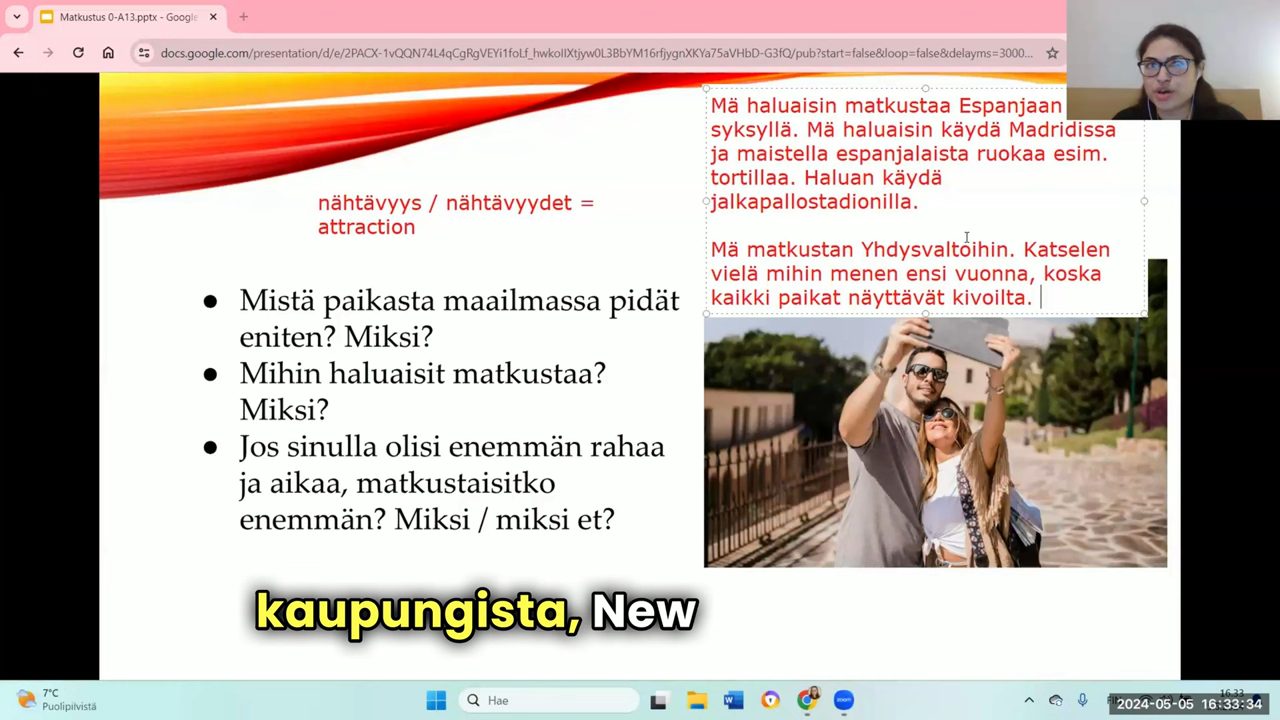 Matkustus 0-A13.pptx - Google
docs.google.com/presentation/d/e/2PACX-1vQQN74L4qCgRgVEYi1foLf_hwkoIIXtjyw0L3BbYM16rfjygnXKYa75aVHbD-G3fQ/pub?start=false&loop=false&delayms=3000...
Mä haluaisin matkustaa Espanjaan
syksyllä. Mä haluaisin käydä Madridissa
ja maistella espanjalaista ruokaa esim.
tortillaa. Haluan käydä
jalkapallostadionilla.
Mä matkustan Yhdysvaltoihin. Katselen
vielä mihin menen ensi vuonna, koska
kaikki paikat näyttävät kivoilta.
nähtävyys / nähtävyydet =
attraction
● Mistä paikasta maailmassa pidät
eniten? Miksi?
● Mihin haluaisit matkustaa?
Miksi?
● Jos sinulla olisi enemmän rahaa
ja aikaa, matkustaisitko
enemmän? Miksi / miksi et?
kaupungista, New
7°C
Puolipilvistä
Hae
zoom
16.33
2024-05-05 16:33:34